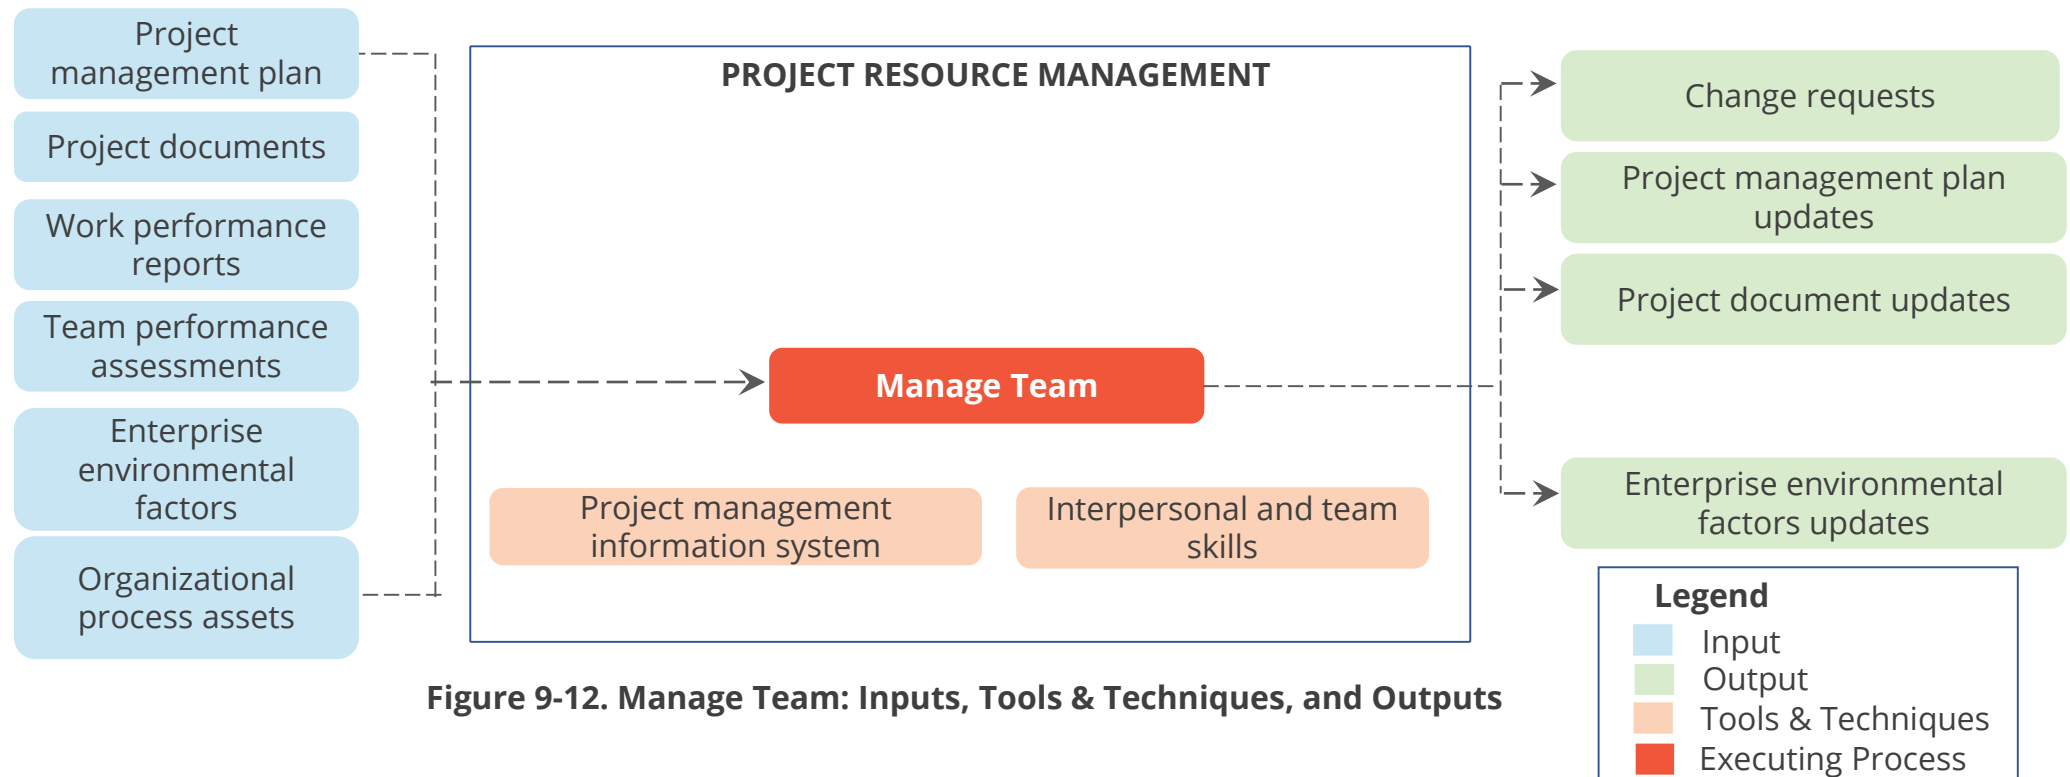 Project
management plan
Project documents
Work performance
reports
Team performance
assessments
Enterprise
environmental
factors
Organizational
process assets
PROJECT RESOURCE MANAGEMENT
Manage Team
Project management
information system
Interpersonal and team
skills
Change requests
Project management plan
updates
Project document updates
Enterprise environmental
factors updates
Legend
Input
Output
Tools & Techniques
Executing Process
Figure 9-12. Manage Team: Inputs, Tools & Techniques, and Outputs